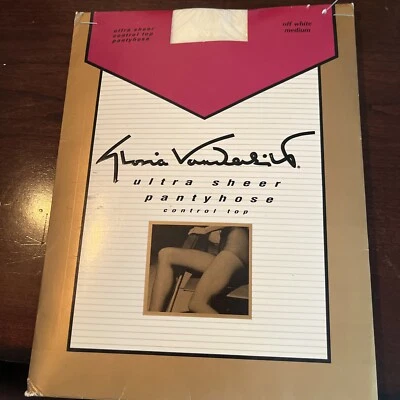 ultra sheer
control top
pantyhose
off white
medium
Gloria Vanderbilt
ultra sheer
pantyhose
control top